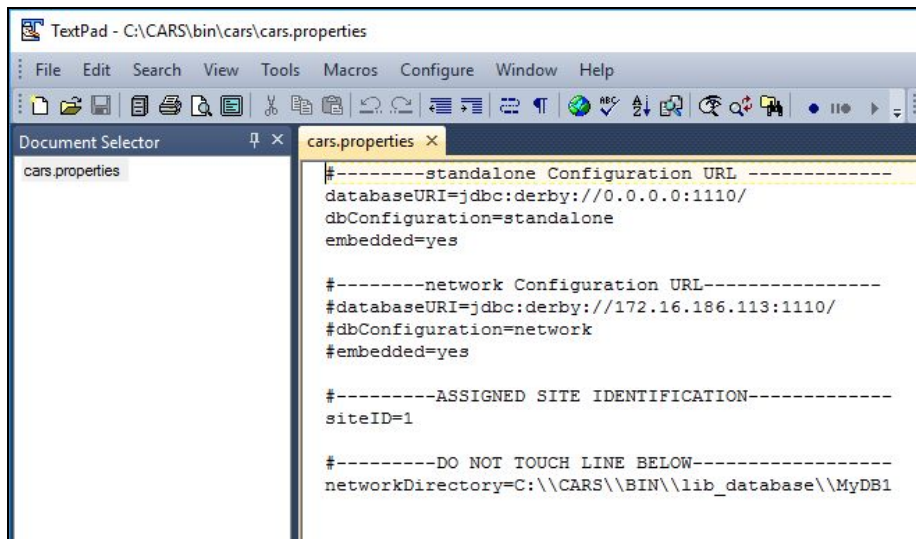 TextPad - C:\CARS\bin\cars\cars.properties
File Edit Search View Tools Macros Configure Window Help
Document Selector
cars.properties
cars.properties
#--------standalone Configuration URL -------------
databaseURI=jdbc:derby://0.0.0.0:1110/
dbConfiguration=standalone
embedded=yes
#--------network Configuration URL----------------
#databaseURI=jdbc:derby://172.16.186.113:1110/
#dbConfiguration=network
#embedded=yes
#---------ASSIGNED SITE IDENTIFICATION-------------
siteID=1
#---------DO NOT TOUCH LINE BELOW------------------
networkDirectory=C:\\CARS\\BIN\\lib_database\\MyDB1